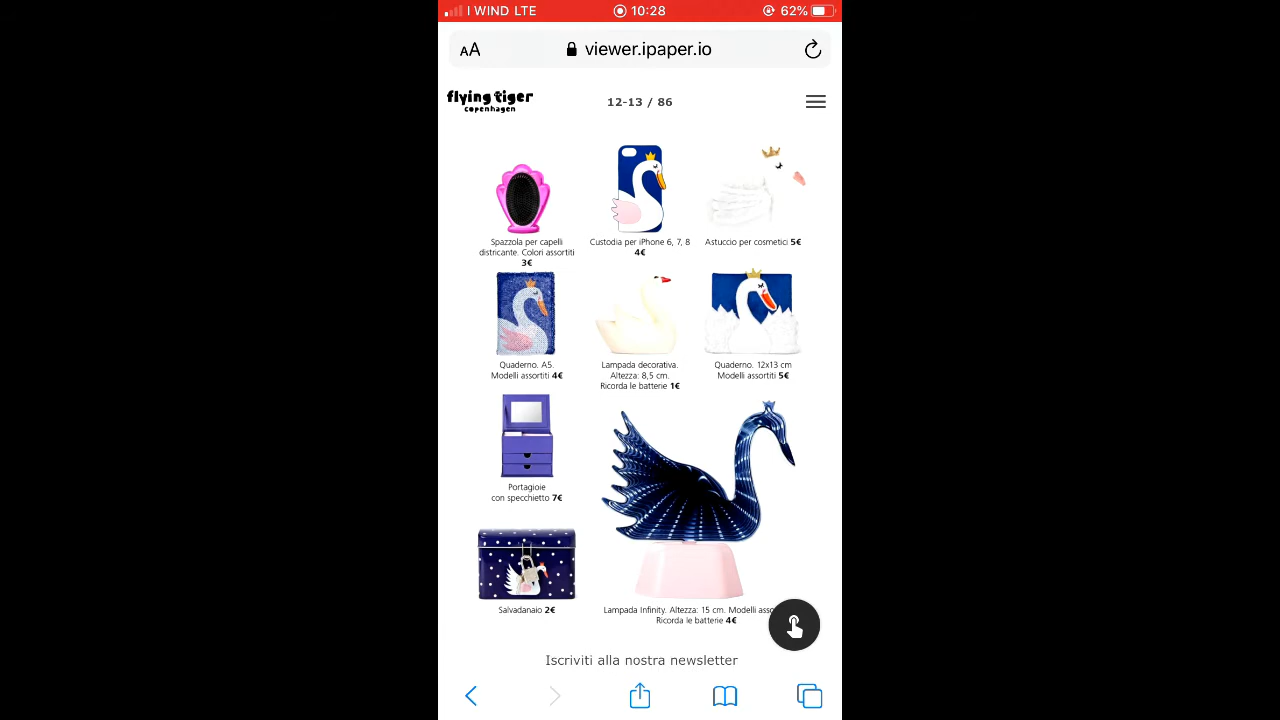 I WIND LTE
10:28
62%
AA
viewer.ipaper.io
flying tiger
copenhagen
12-13 / 86
Spazzola per capelli
districante. Colori assortiti
3€
Custodia per iPhone 6, 7, 8
4€
Astuccio per cosmetici 5€
Quaderno. A5.
Modelli assortiti 4€
Lampada decorativa.
Altezza: 8,5 cm.
Ricorda le batterie 1€
Quaderno. 12x13 cm
Modelli assortiti 5€
Portagioie
con specchietto 7€
Salvadanaio 2€
Lampada Infinity. Altezza: 15 cm. Modelli asso
Ricorda le batterie 4€
Iscriviti alla nostra newsletter